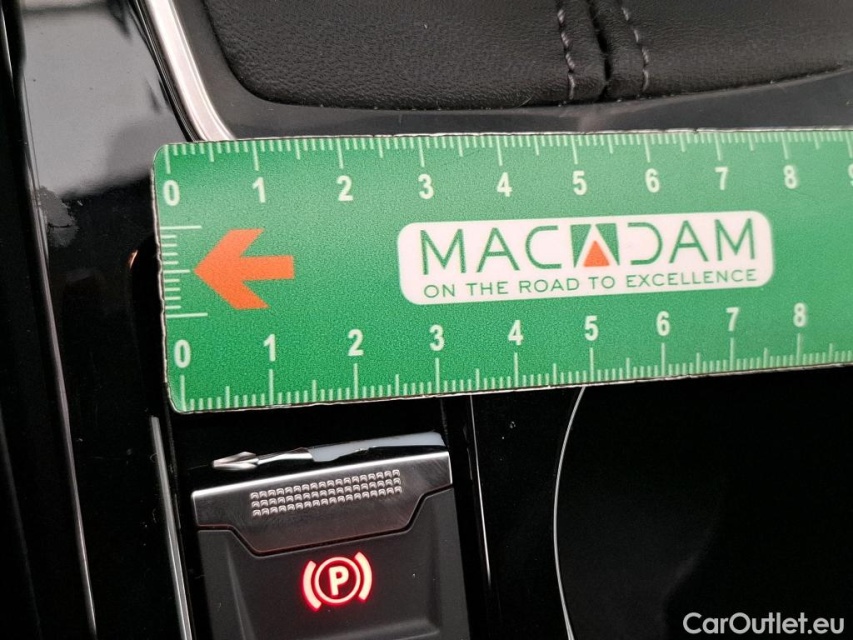 0 1 2 3 4 5 6 7 8
MACADAM
ON THE ROAD TO EXCELLENCE
0 1 2 3 4 5 6 7 8
P
CarOutlet.eu